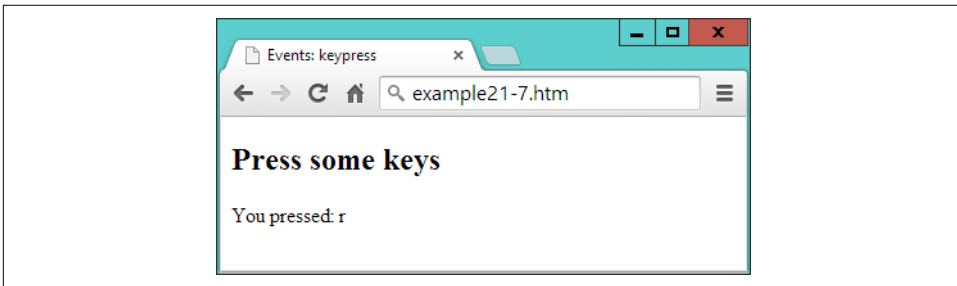 Events: keypress
example21-7.htm
Press some keys
You pressed: r